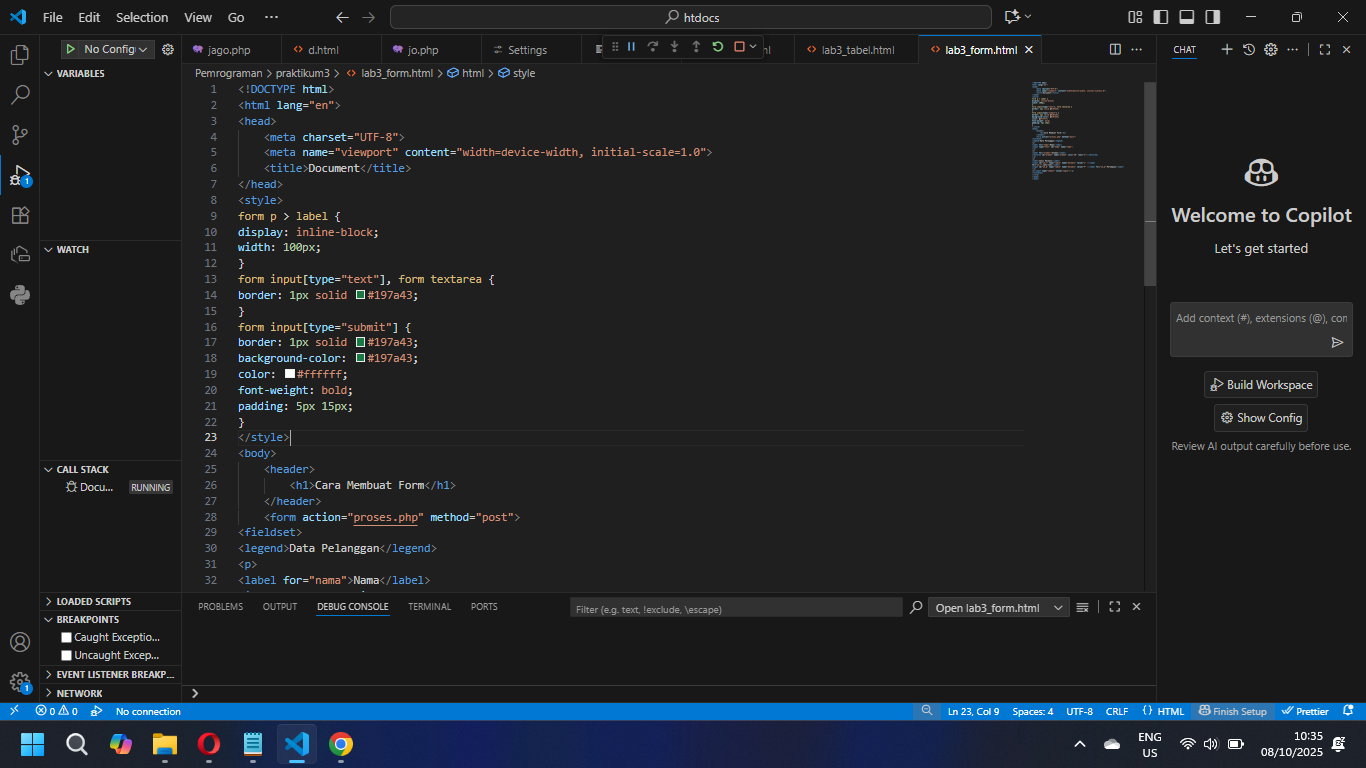 File Edit Selection View Go ··· htdocs
No Config
jago.php d.html jo.php Settings ml lab3_tabel.html lab3_form.html
CHAT
VARIABLES
WATCH
CALL STACK
Docu... RUNNING
LOADED SCRIPTS
BREAKPOINTS
Caught Exceptio...
Uncaught Excep...
EVENT LISTENER BREAKP...
NETWORK
Pemrograman > praktikum3 > lab3_form.html > html > style
1 <!DOCTYPE html>
2 <html lang="en">
3 <head>
4 <meta charset="UTF-8">
5 <meta name="viewport" content="width=device-width, initial-scale=1.0">
6 <title>Document</title>
7 </head>
8 <style>
9 form p > label {
10 display: inline-block;
11 width: 100px;
12 }
13 form input[type="text"], form textarea {
14 border: 1px solid #197a43;
15 }
16 form input[type="submit"] {
17 border: 1px solid #197a43;
18 background-color: #197a43;
19 color: #ffffff;
20 font-weight: bold;
21 padding: 5px 15px;
22 }
23 </style>
24 <body>
25 <header>
26 <h1>Cara Membuat Form</h1>
27 </header>
28 <form action="proses.php" method="post">
29 <fieldset>
30 <legend>Data Pelanggan</legend>
31 <p>
32 <label for="nama">Nama</label>
Welcome to Copilot
Let's get started
Add context (#), extensions (@), com
Build Workspace
Show Config
Review AI output carefully before use.
PROBLEMS OUTPUT DEBUG CONSOLE TERMINAL PORTS
Filter (e.g. text, !exclude, \escape)
Open lab3_form.html
0 0 No connection
Ln 23, Col 9 Spaces: 4 UTF-8 CRLF {} HTML Finish Setup Prettier
1
1
ENG
US
10:35
08/10/2025